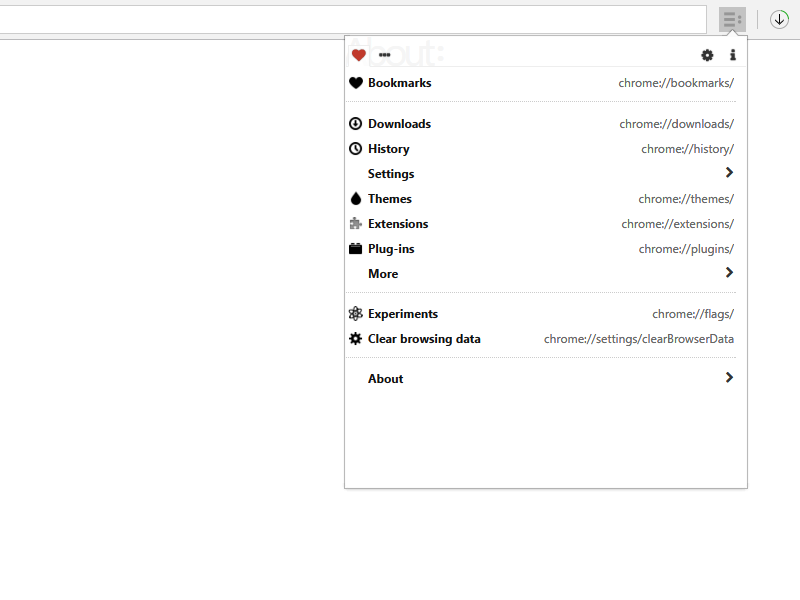 About:
Bookmarks chrome://bookmarks/
Downloads chrome://downloads/
History chrome://history/
Settings
Themes chrome://themes/
Extensions chrome://extensions/
Plug-ins chrome://plugins/
More
Experiments chrome://flags/
Clear browsing data chrome://settings/clearBrowserData
About